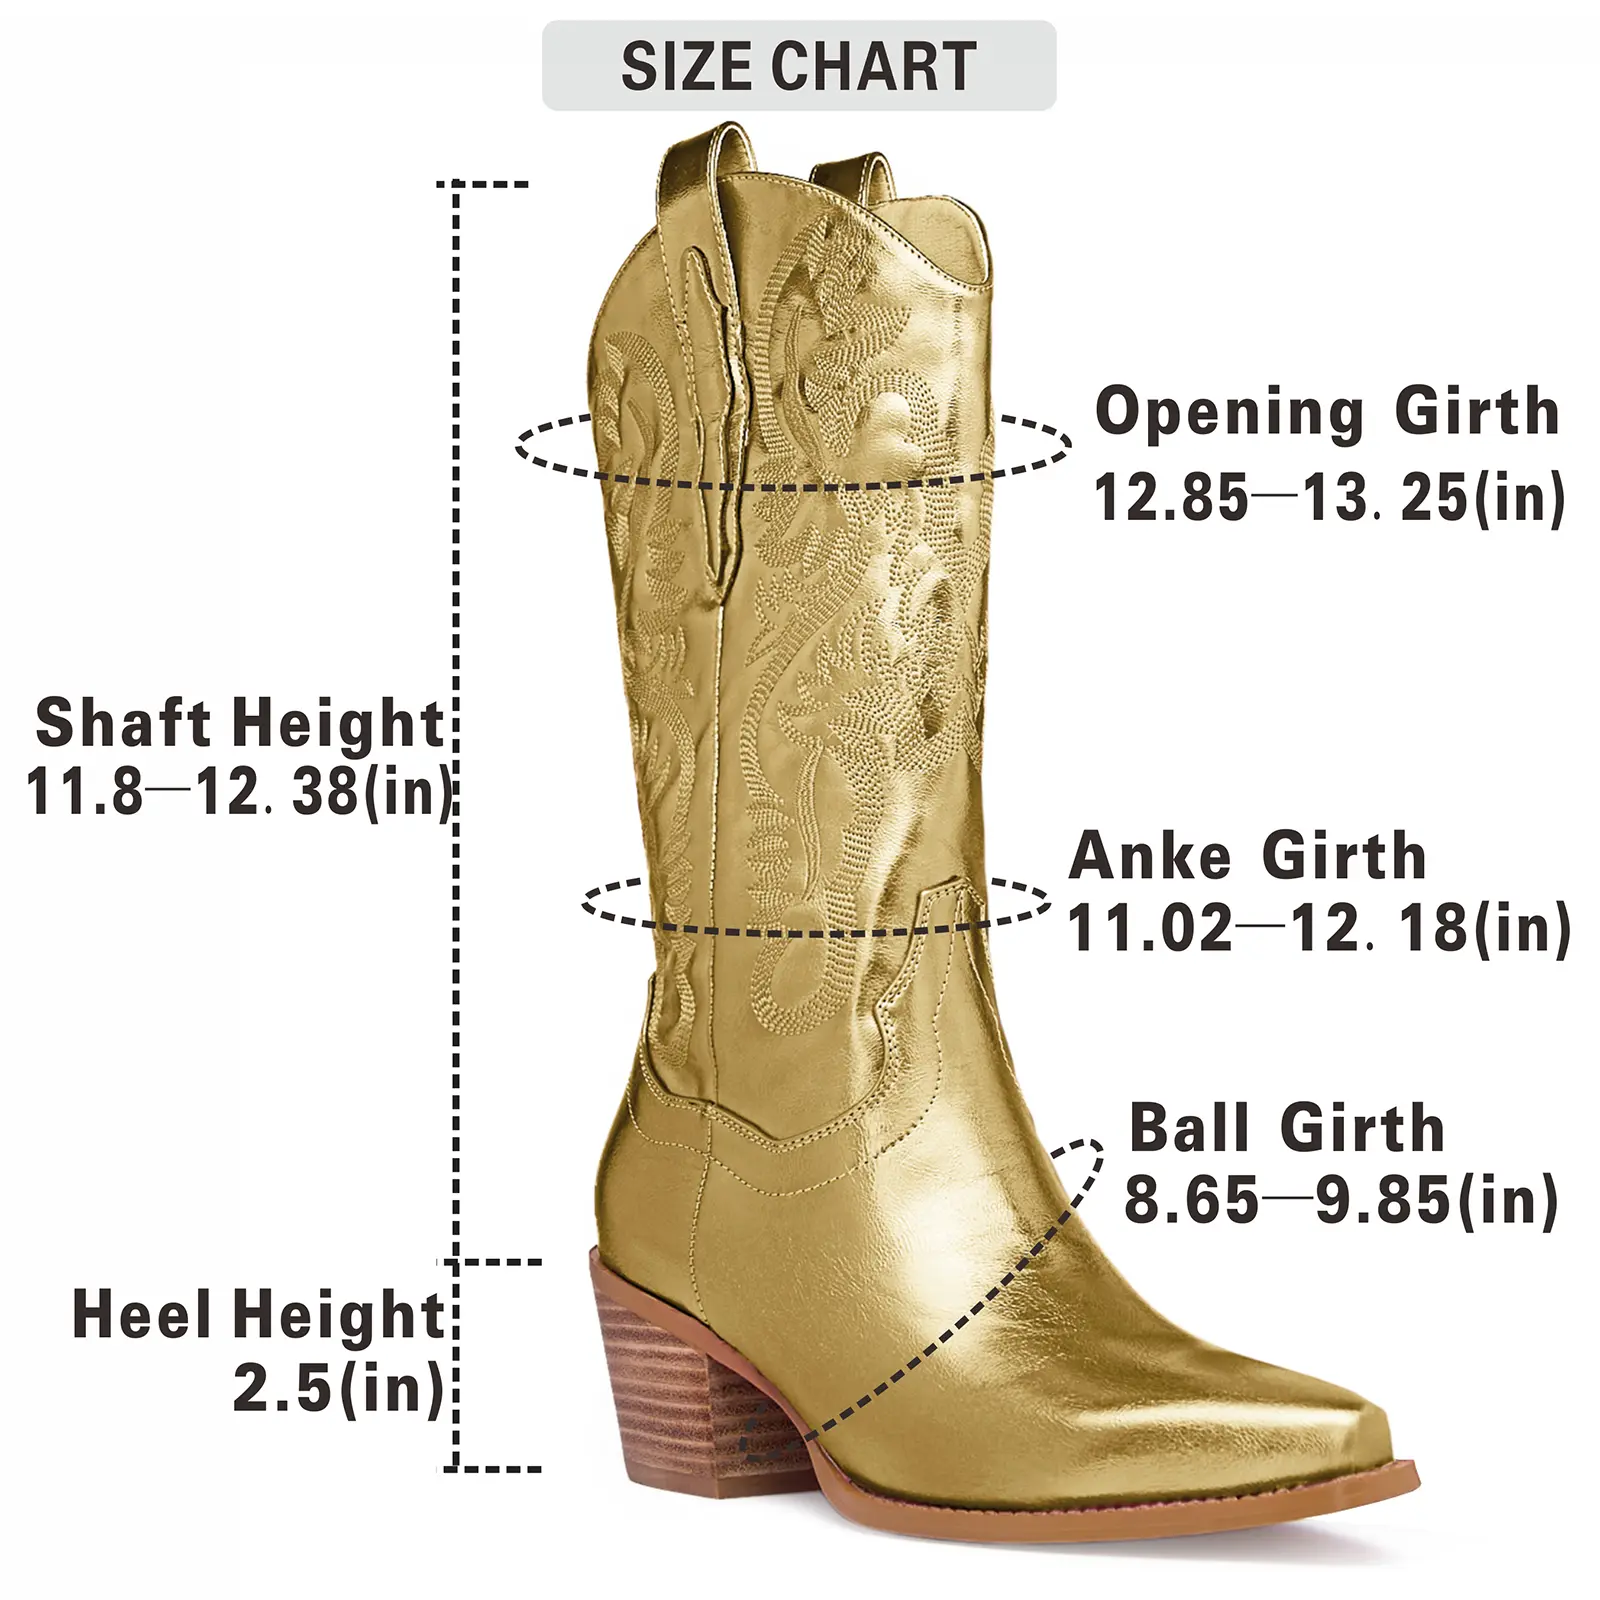 SIZE CHART
Opening Girth
12.85—13. 25(in)
Shaft Height
11.8—12. 38(in)
Anke Girth
11.02—12. 18(in)
Ball Girth
8.65—9.85(in)
Heel Height
2.5(in)